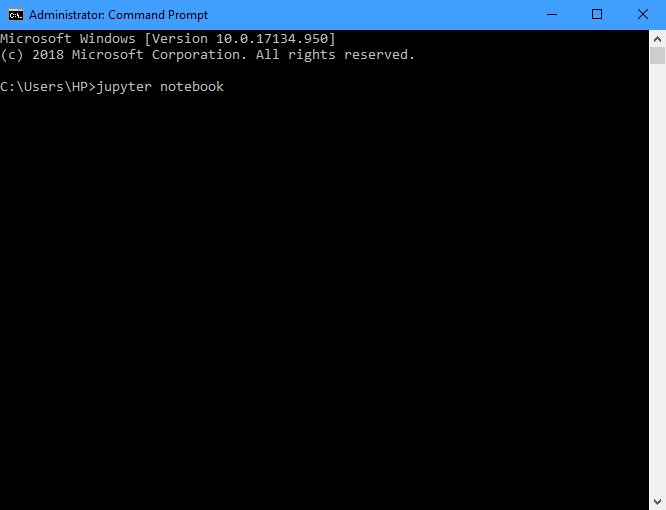 Administrator: Command Prompt
Microsoft Windows [Version 10.0.17134.950]
(c) 2018 Microsoft Corporation. All rights reserved.
C:\Users\HP>jupyter notebook